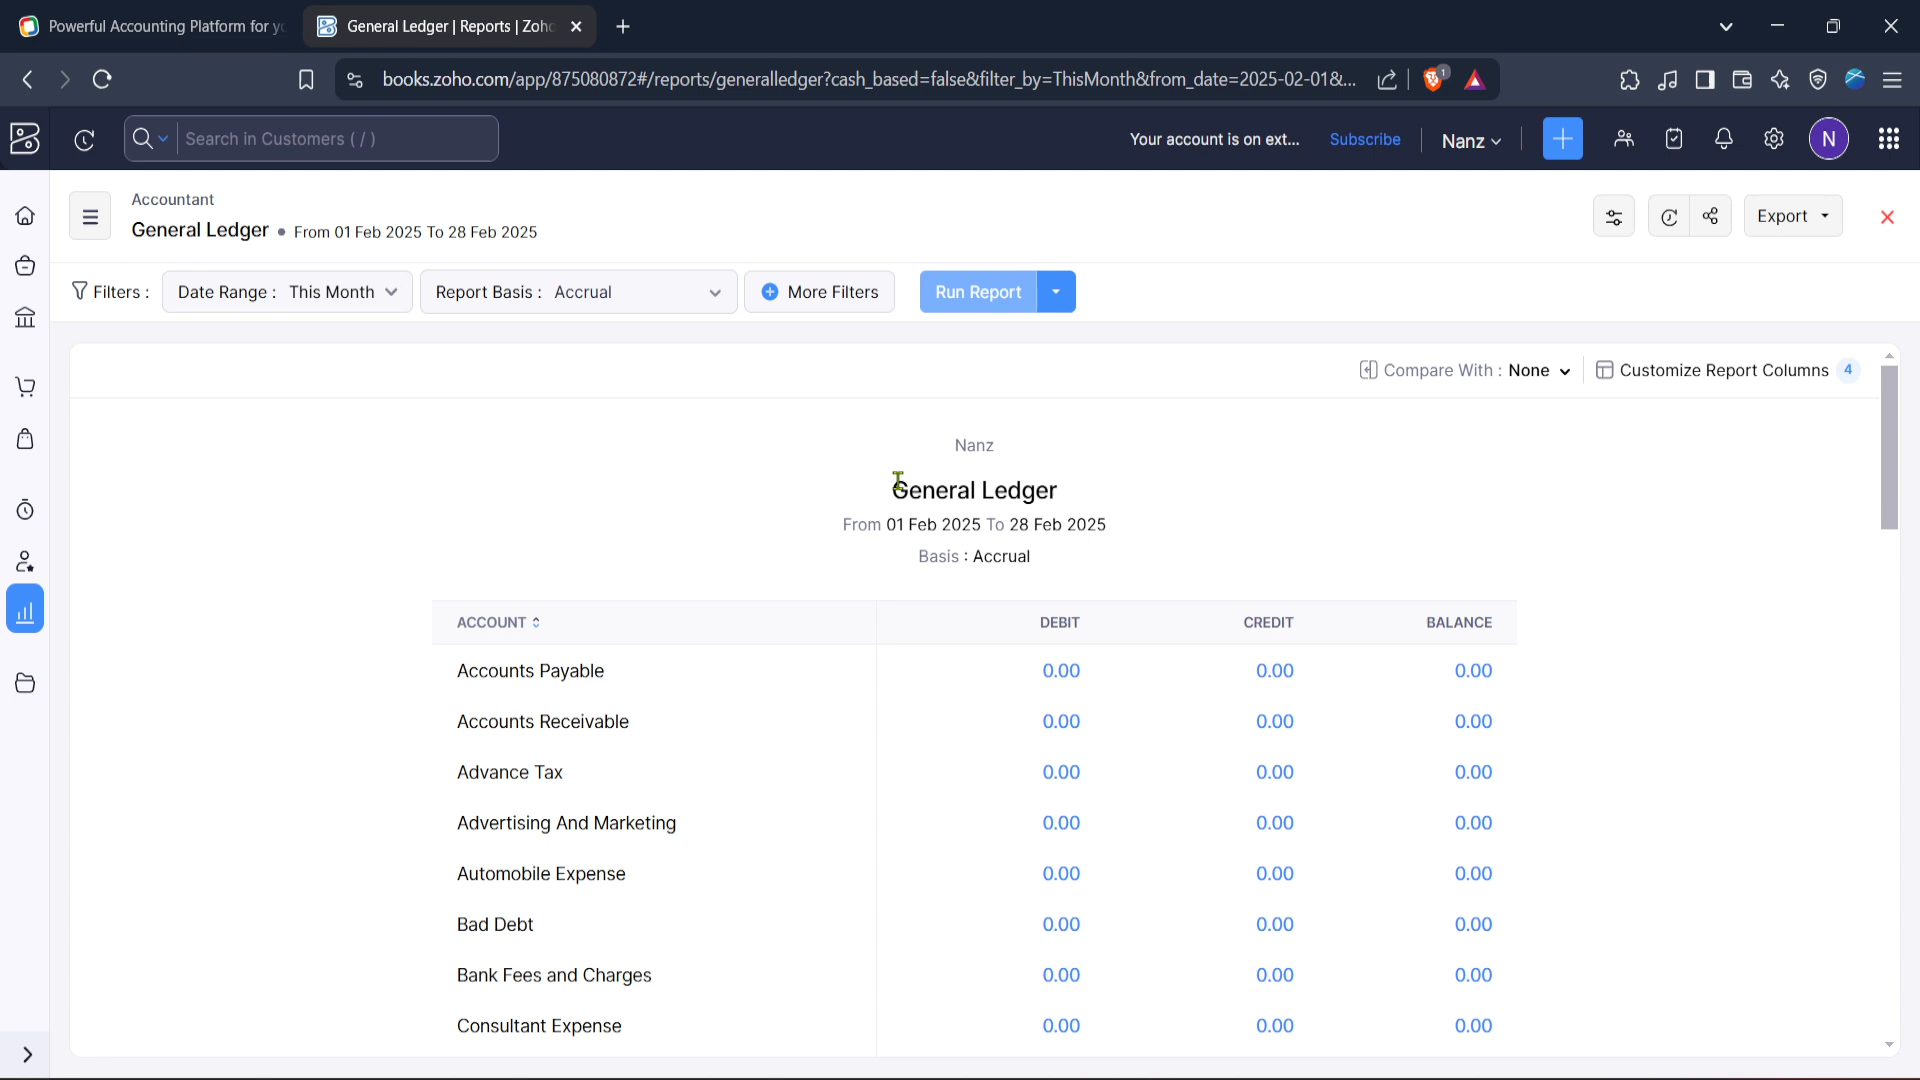 Powerful Accounting Platform for yo
General Ledger | Reports | Zoho
books.zoho.com/app/875080872#/reports/generalledger?cash_based=false&filter_by=ThisMonth&from_date=2025-02-01&...
1
Search in Customers ( / )
Your account is on ext...
Subscribe
Nanz
N
Accountant
General Ledger • From 01 Feb 2025 To 28 Feb 2025
Export
Filters :
Date Range : This Month
Report Basis : Accrual
More Filters
Run Report
Compare With : None
Customize Report Columns 4
Nanz
General Ledger
From 01 Feb 2025 To 28 Feb 2025
Basis : Accrual
ACCOUNT DEBIT CREDIT BALANCE
Accounts Payable 0.00 0.00 0.00
Accounts Receivable 0.00 0.00 0.00
Advance Tax 0.00 0.00 0.00
Advertising And Marketing 0.00 0.00 0.00
Automobile Expense 0.00 0.00 0.00
Bad Debt 0.00 0.00 0.00
Bank Fees and Charges 0.00 0.00 0.00
Consultant Expense 0.00 0.00 0.00